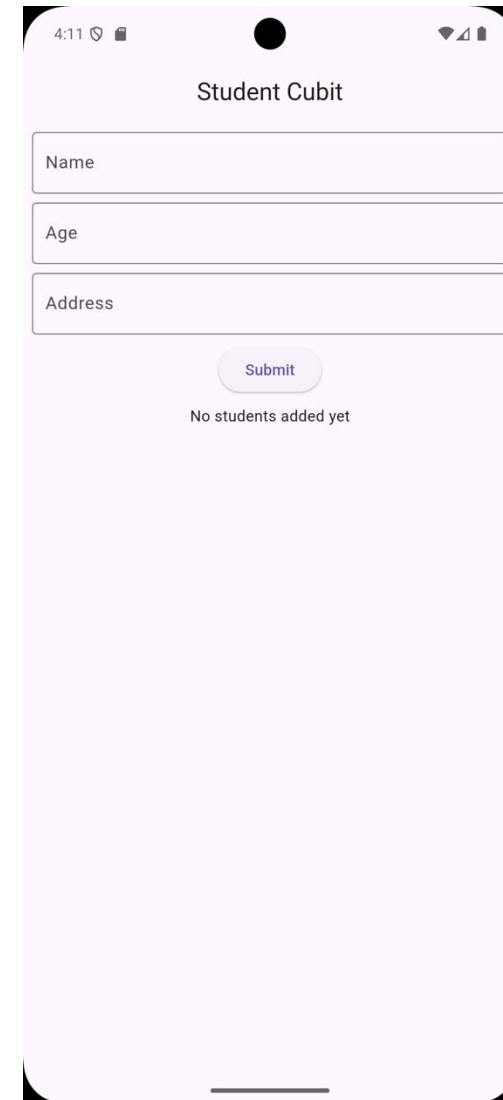 4:11
Student Cubit
Name
Age
Address
Submit
No students added yet